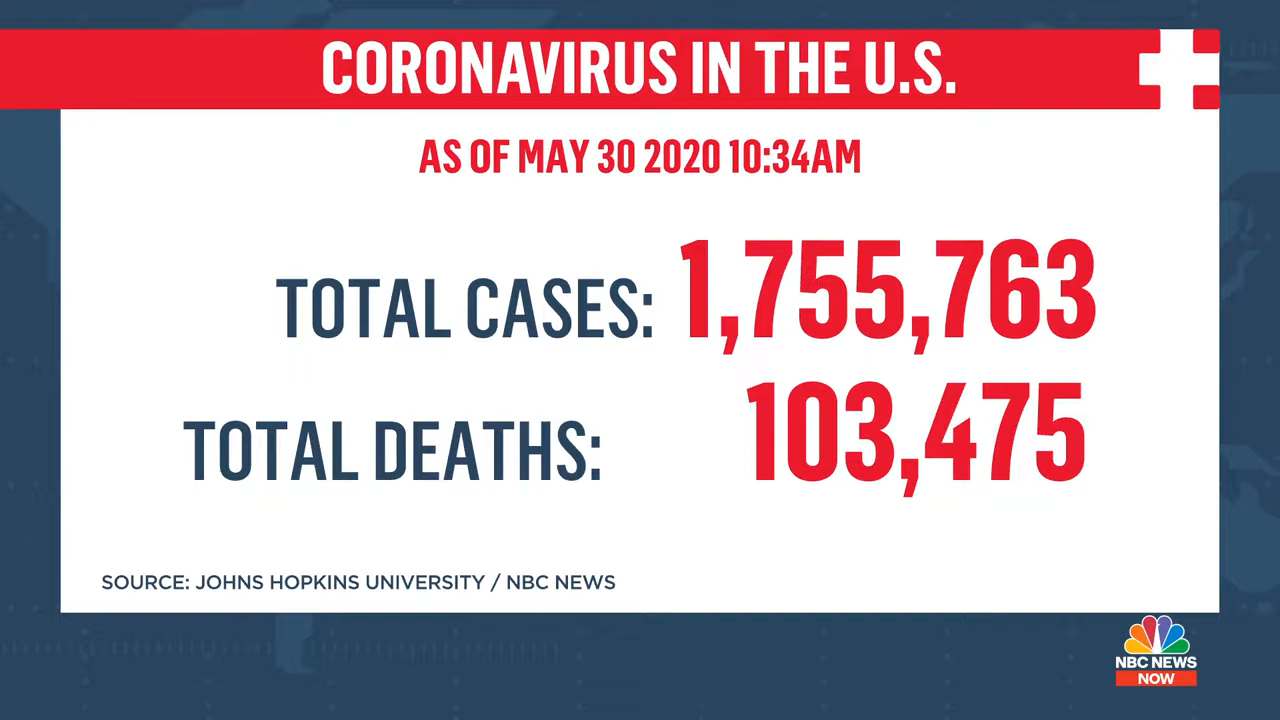 CORONAVIRUS IN THE U.S.
AS OF MAY 30 2020 10:34AM
TOTAL CASES: 1,755,763
TOTAL DEATHS: 103,475
SOURCE: JOHNS HOPKINS UNIVERSITY / NBC NEWS
NBC NEWS
NOW